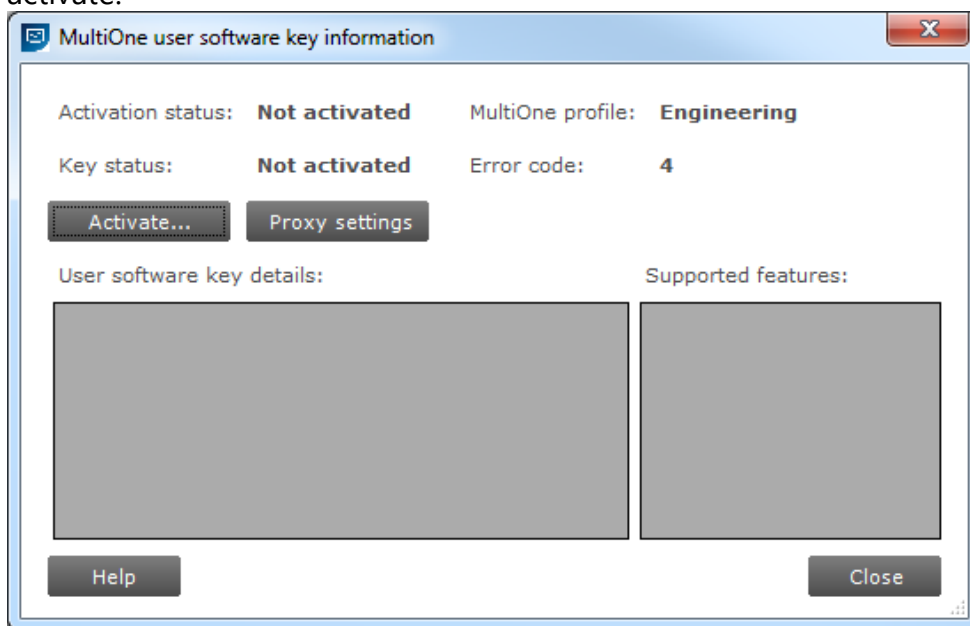 activate.
MultiOne user software key information
Activation status: Not activated MultiOne profile: Engineering
Key status: Not activated Error code: 4
Activate... Proxy settings
User software key details: Supported features:
Help Close